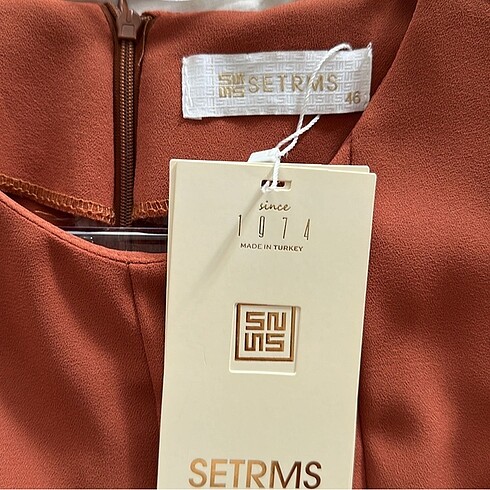 SETRMS
46
since
1974
MADE IN TURKEY
SETRMS